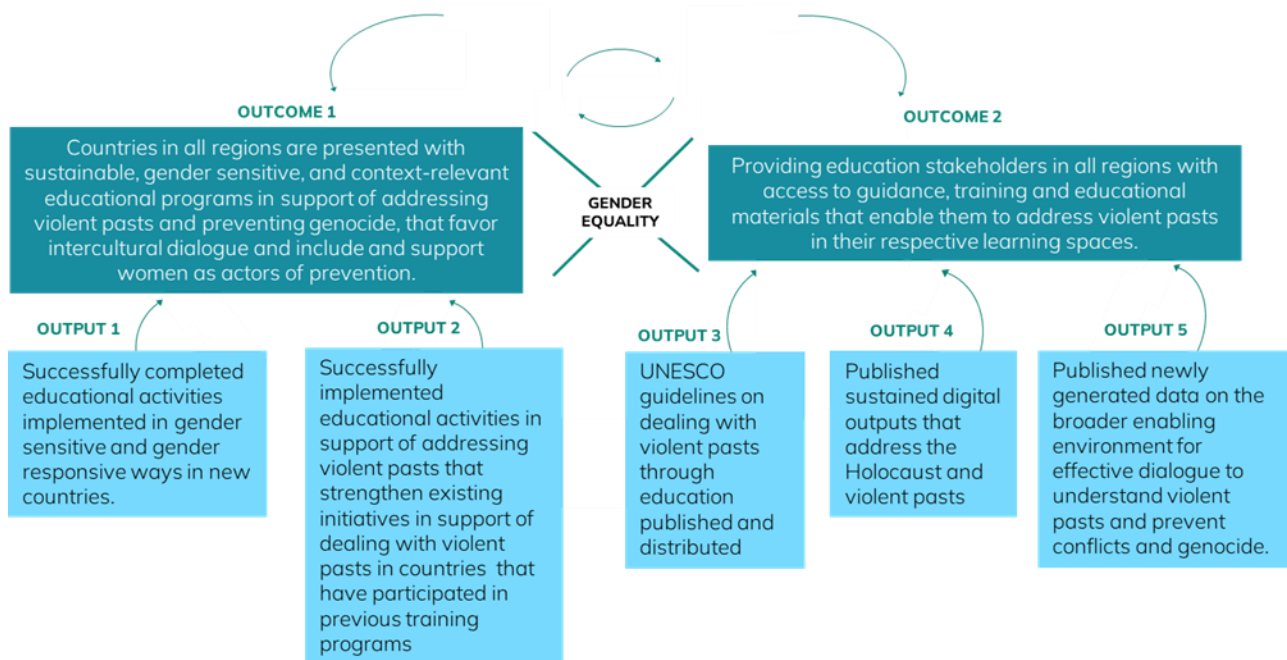 OUTCOME 1
Countries in all regions are presented with
sustainable, gender sensitive, and context-relevant
educational programs in support of addressing
violent pasts and preventing genocide, that favor
intercultural dialogue and include and support
women as actors of prevention.
GENDER
EQUALITY
OUTCOME 2
Providing education stakeholders in all regions with
access to guidance, training and educational
materials that enable them to address violent pasts
in their respective learning spaces.
OUTPUT 1
Successfully completed
educational activities
implemented in gender
sensitive and gender
responsive ways in new
countries.
OUTPUT 2
Successfully
implemented
educational activities in
support of addressing
violent pasts that
strengthen existing
initiatives in support of
dealing with violent
pasts in countries that
have participated in
previous training
programs
OUTPUT 3
UNESCO
guidelines on
dealing with
violent pasts
through
education
published and
distributed
OUTPUT 4
Published
sustained digital
outputs that
address the
Holocaust and
violent pasts
OUTPUT 5
Published newly
generated data on the
broader enabling
environment for
effective dialogue to
understand violent
pasts and prevent
conflicts and genocide.